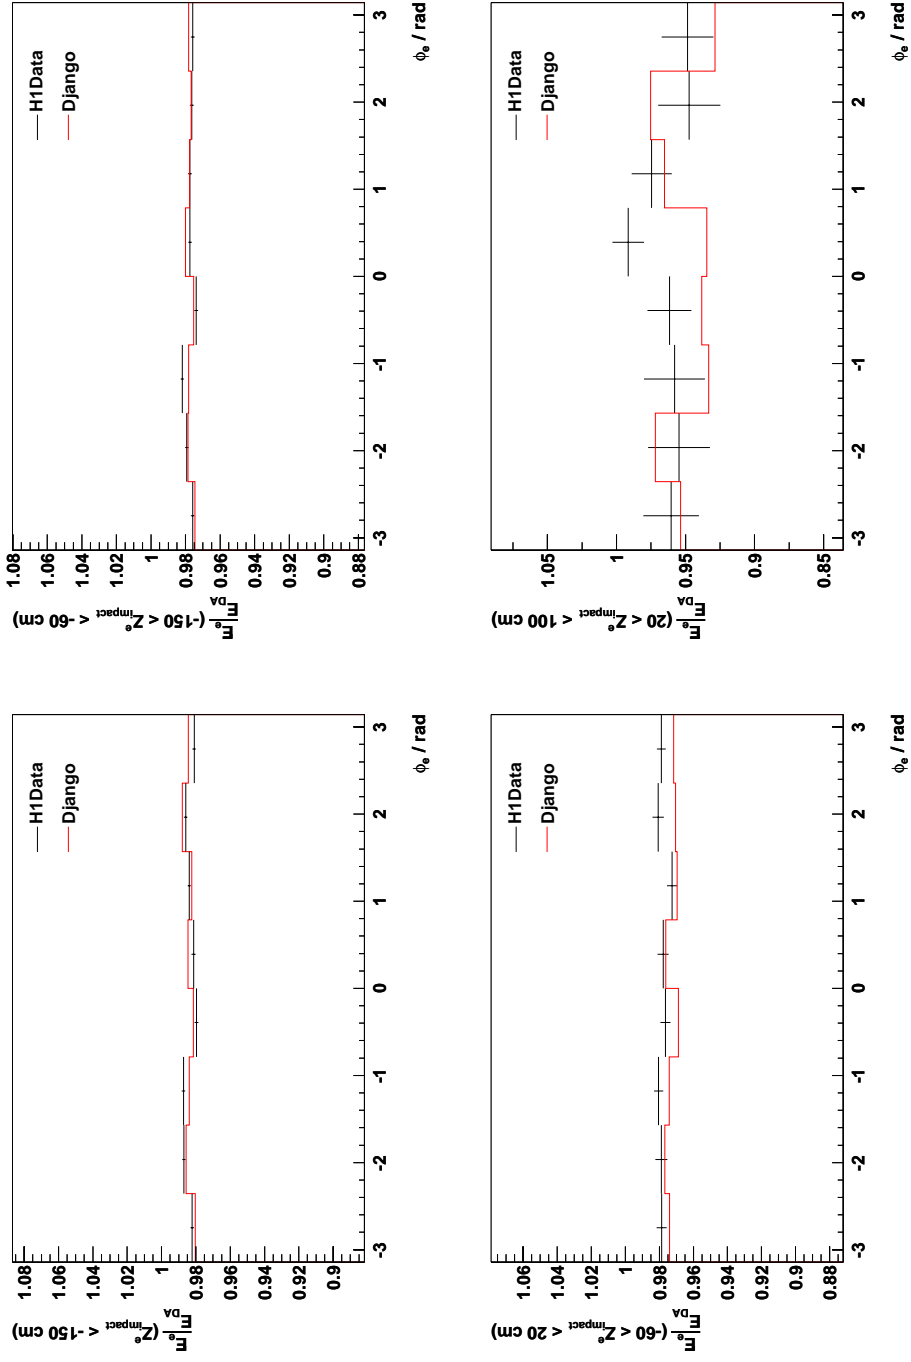 E_e/E_DA (Z^e_impact < -150 cm)
1.08
1.06
1.04
1.02
1
0.98
0.96
0.94
0.92
0.9
H1Data
Django
-3 -2 -1 0 1 2 3
ϕ_e / rad
E_e/E_DA (-150 < Z^e_impact < -60 cm)
1.08
1.06
1.04
1.02
1
0.98
0.96
0.94
0.92
0.9
0.88
H1Data
Django
-3 -2 -1 0 1 2 3
ϕ_e / rad
E_e/E_DA (-60 < Z^e_impact < 20 cm)
1.06
1.04
1.02
1
0.98
0.96
0.94
0.92
0.9
0.88
H1Data
Django
-3 -2 -1 0 1 2 3
ϕ_e / rad
E_e/E_DA (20 < Z^e_impact < 100 cm)
1.05
1
0.95
0.9
0.85
H1Data
Django
-3 -2 -1 0 1 2 3
ϕ_e / rad